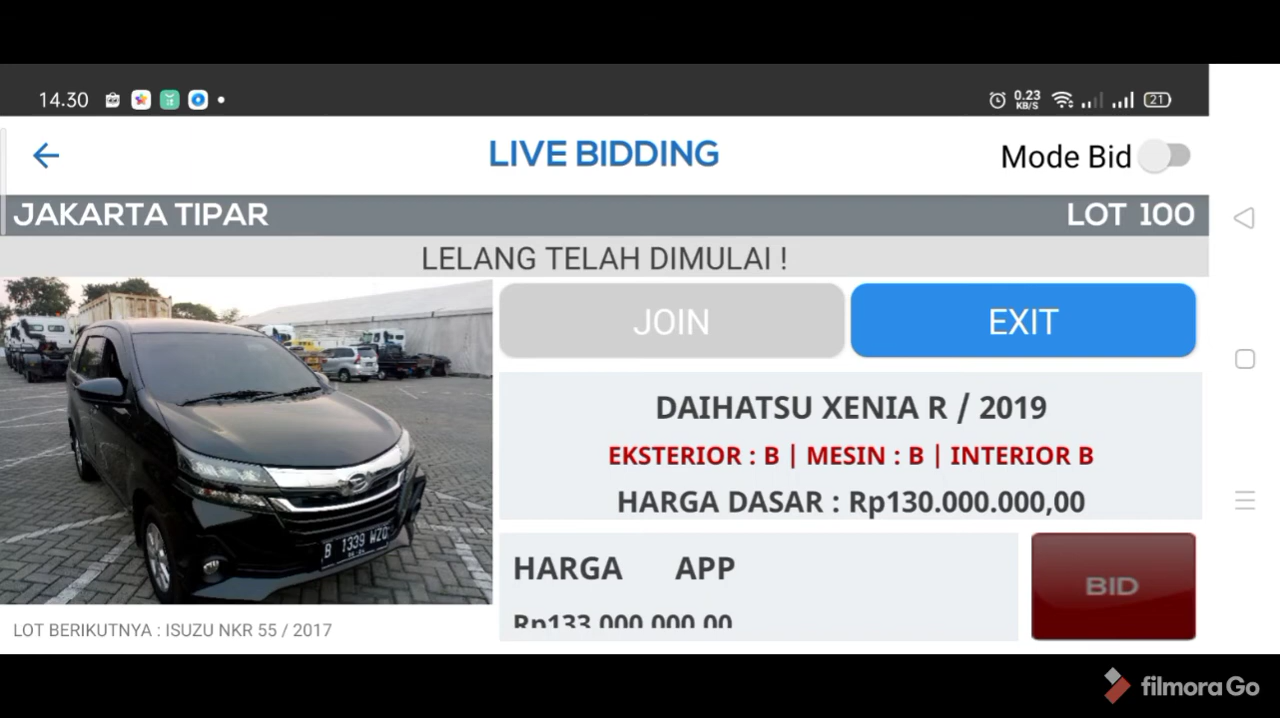 14.30
0.23
KB/S
21
LIVE BIDDING
Mode Bid
JAKARTA TIPAR
LOT 100
LELANG TELAH DIMULAI !
JOIN
EXIT
DAIHATSU XENIA R / 2019
EKSTERIOR : B | MESIN : B | INTERIOR B
HARGA DASAR : Rp130.000.000,00
B 1339 WZQ
HARGA APP
Rp133.000.000,00
BID
LOT BERIKUTNYA : ISUZU NKR 55 / 2017
filmoraGo